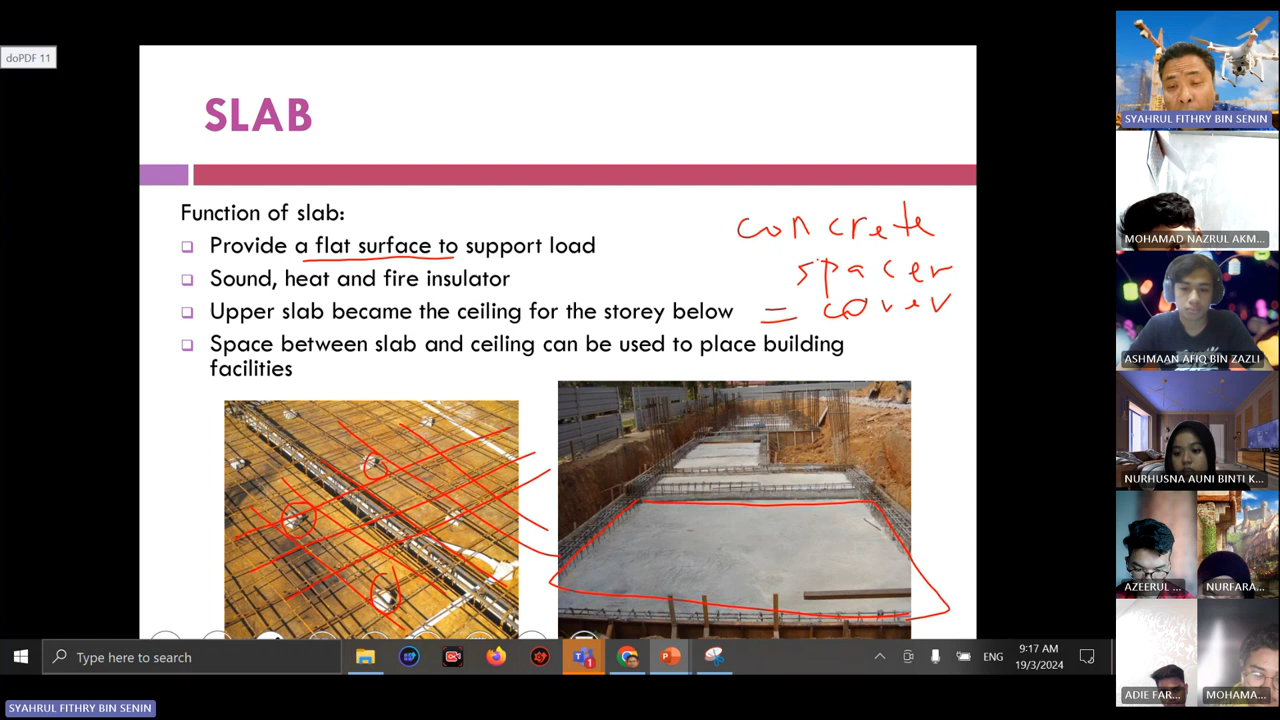 doPDF 11
SLAB
Function of slab:
Provide a flat surface to support load
Sound, heat and fire insulator
Upper slab became the ceiling for the storey below
Space between slab and ceiling can be used to place building
facilities
concrete
spacer
= cover
SYAHRUL FITHRY BIN SENIN
MOHAMAD NAZRUL AKM...
ASHMAAN AFIQ BIN ZAZLI
NURHUSNA AUNI BINTI K...
AZEERUL ...
NURFARA...
ADIE FAR...
MOHAMA...
Type here to search
1
ENG
9:17 AM
19/3/2024
SYAHRUL FITHRY BIN SENIN